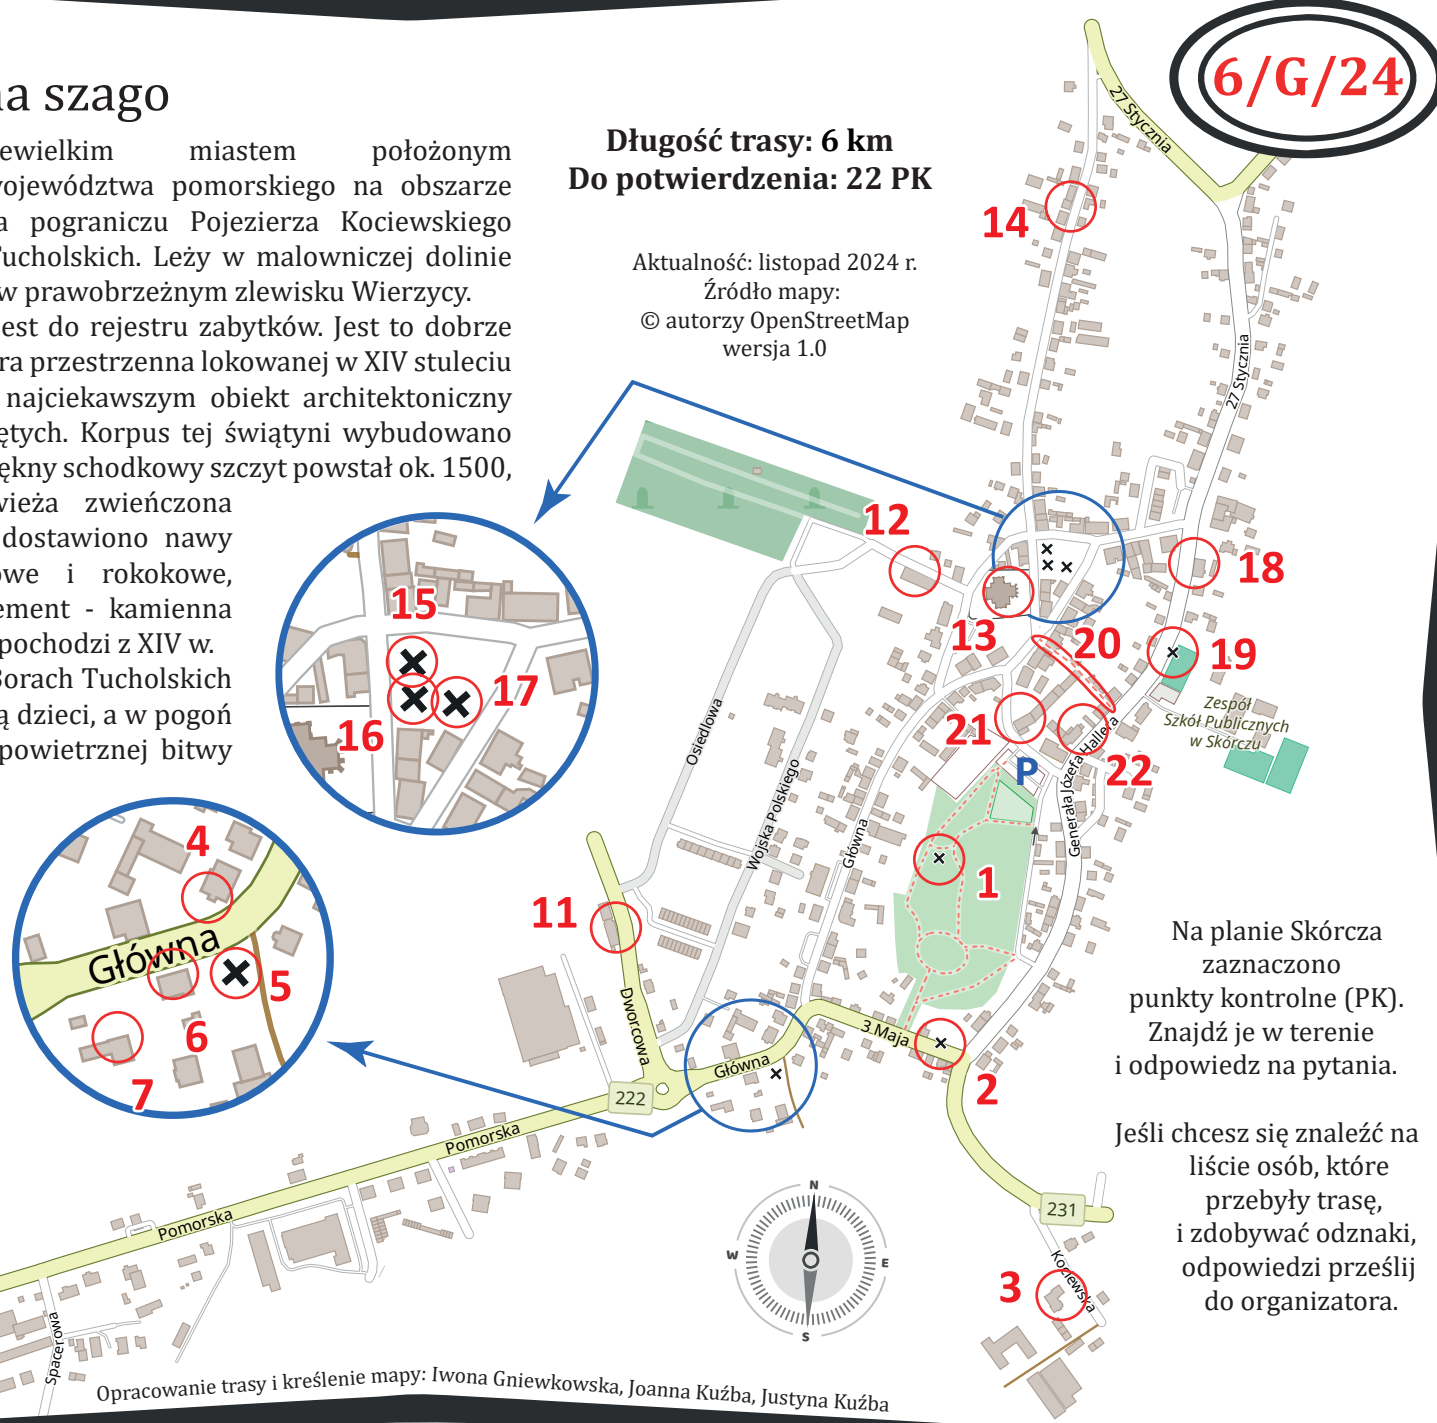 6/G/24
na szago
ewielkim miastem położonym
województwa pomorskiego na obszarze
a pograniczu Pojezierza Kociewskiego
Tucholskich. Leży w malowniczej dolinie
w prawobrzeżnym zlewisku Wierzycy.
est do rejestru zabytków. Jest to dobrze
ra przestrzenna lokowanej w XIV stuleciu
najciekawszym obiekt architektoniczny
ętych. Korpus tej świątyni wybudowano
iękny schodkowy szczyt powstał ok. 1500,
wieża zwieńczona
dostawiono nawy
owe i rokokowe,
ement - kamienna
pochodzi z XIV w.
Borach Tucholskich
ą dzieci, a w pogoń
powietrznej bitwy
Długość trasy: 6 km
Do potwierdzenia: 22 PK
Aktualność: listopad 2024 r.
Źródło mapy:
© autorzy OpenStreetMap
wersja 1.0
27 Stycznia
14
27 Stycznia
12
18
13
20
19
15
17
16
21
22
P
Zespół
Szkół Publicznych
w Skórczu
Osiedlowa
Wojska Polskiego
Główna
Generała Józefa Hallera
1
4
Główna
5
6
7
11
Dworcowa
3 Maja
2
Główna
222
Pomorska
Pomorska
Spacerowa
N
W
E
S
231
Kociewska
3
Na planie Skórcza
zaznaczono
punkty kontrolne (PK).
Znajdź je w terenie
i odpowiedz na pytania.
Jeśli chcesz się znaleźć na
liście osób, które
przebyły trasę,
i zdobywać odznaki,
odpowiedzi prześlij
do organizatora.
Opracowanie trasy i kreślenie mapy: Iwona Gniewkowska, Joanna Kuźba, Justyna Kuźba